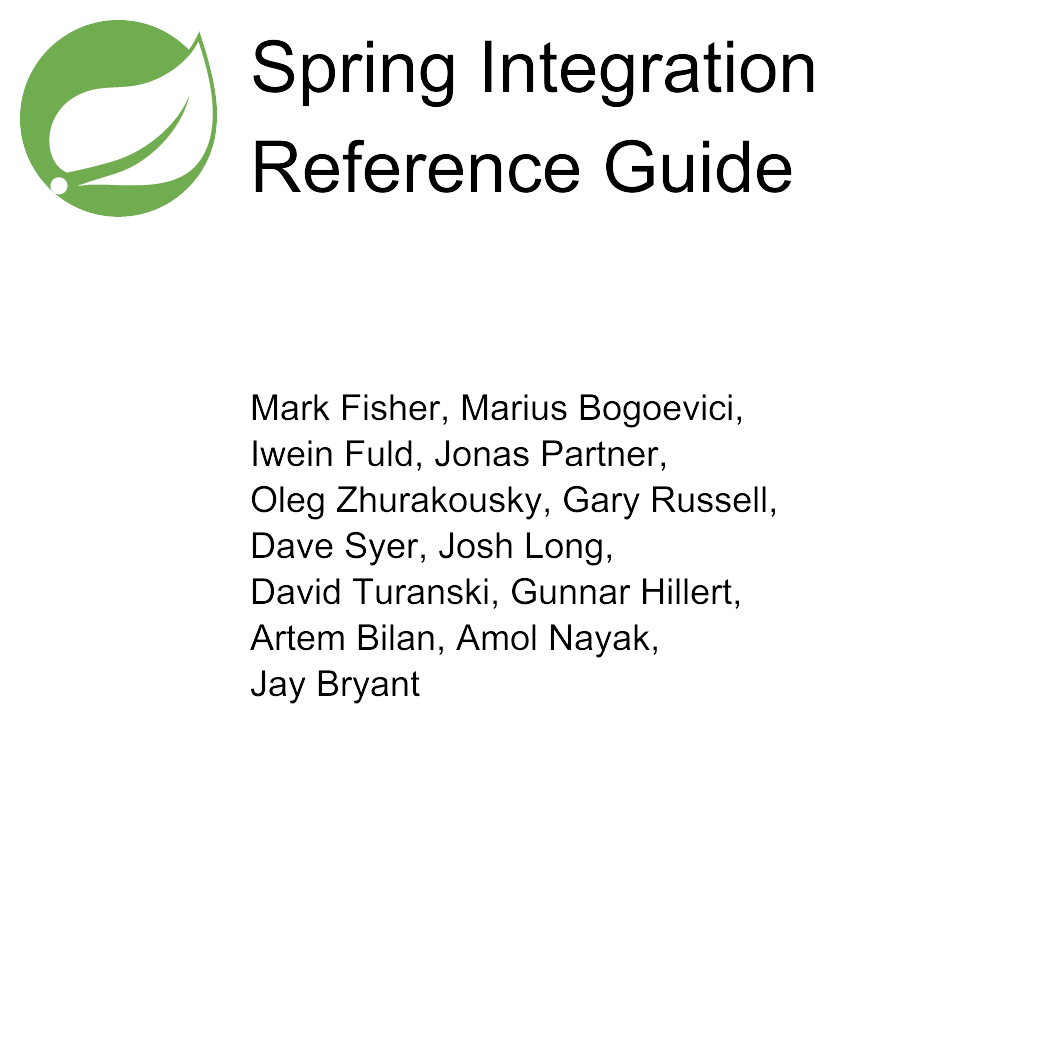 Spring Integration
Reference Guide
Mark Fisher, Marius Bogoevici,
Iwein Fuld, Jonas Partner,
Oleg Zhurakousky, Gary Russell,
Dave Syer, Josh Long,
David Turanski, Gunnar Hillert,
Artem Bilan, Amol Nayak,
Jay Bryant